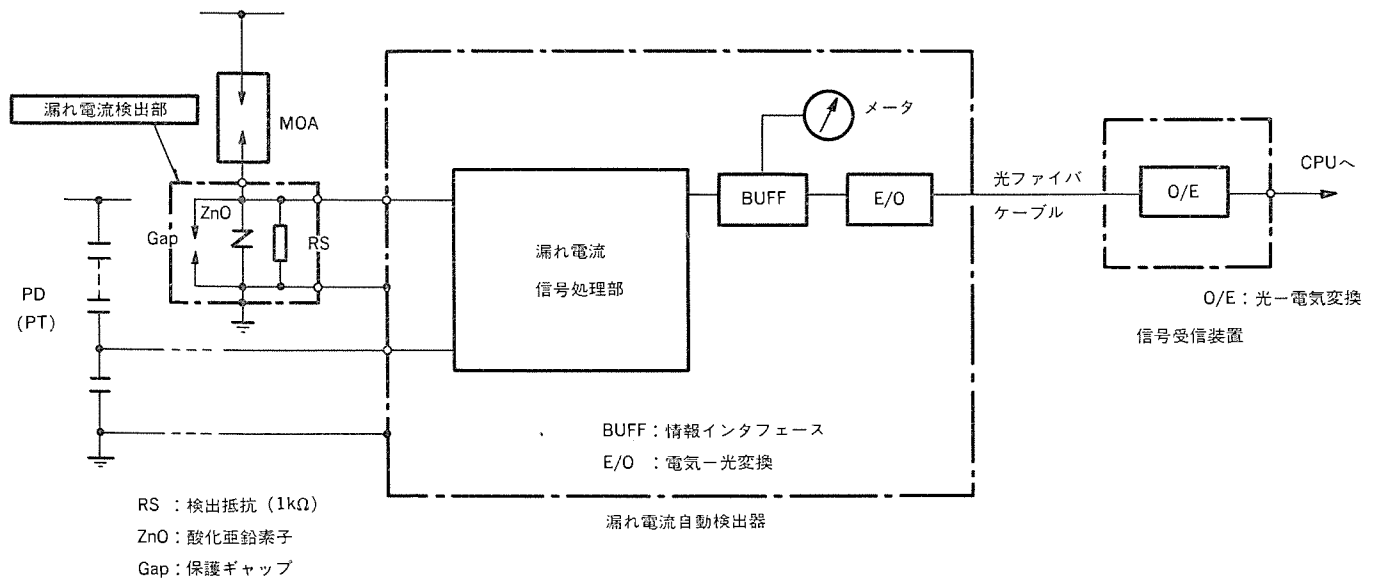 漏れ電流検出部
MOA
ZnO
Gap
RS
PD
(PT)
漏れ電流
信号処理部
メータ
BUFF
E/O
光ファイバ
ケーブル
O/E
CPUへ
O/E：光ー電気変換
信号受信装置
BUFF：情報インタフェース
E/O ：電気ー光変換
漏れ電流自動検出器
RS ：検出抵抗（1kΩ）
ZnO：酸化亜鉛素子
Gap：保護ギャップ